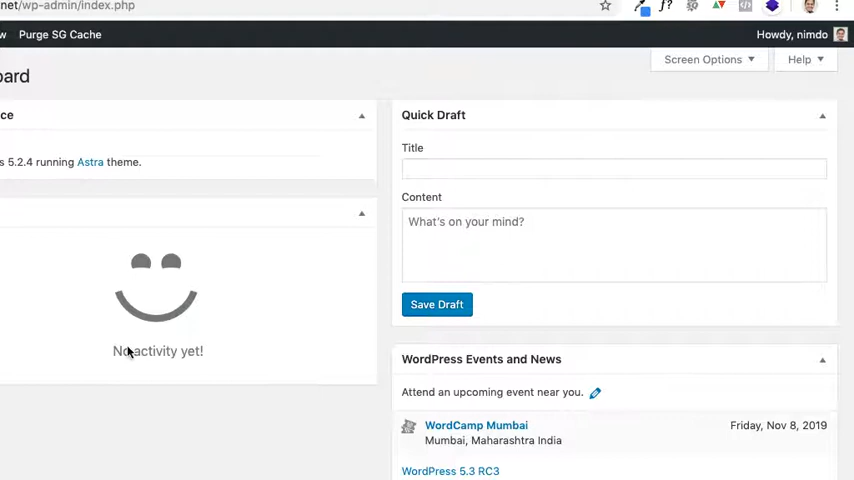 net/wp-admin/index.php
w Purge SG Cache Howdy, nimdo
oard
Screen Options Help
ce
s 5.2.4 running Astra theme.
No activity yet!
Quick Draft
Title
Content
What's on your mind?
Save Draft
WordPress Events and News
Attend an upcoming event near you.
WordCamp Mumbai Friday, Nov 8, 2019
Mumbai, Maharashtra India
WordPress 5.3 RC3